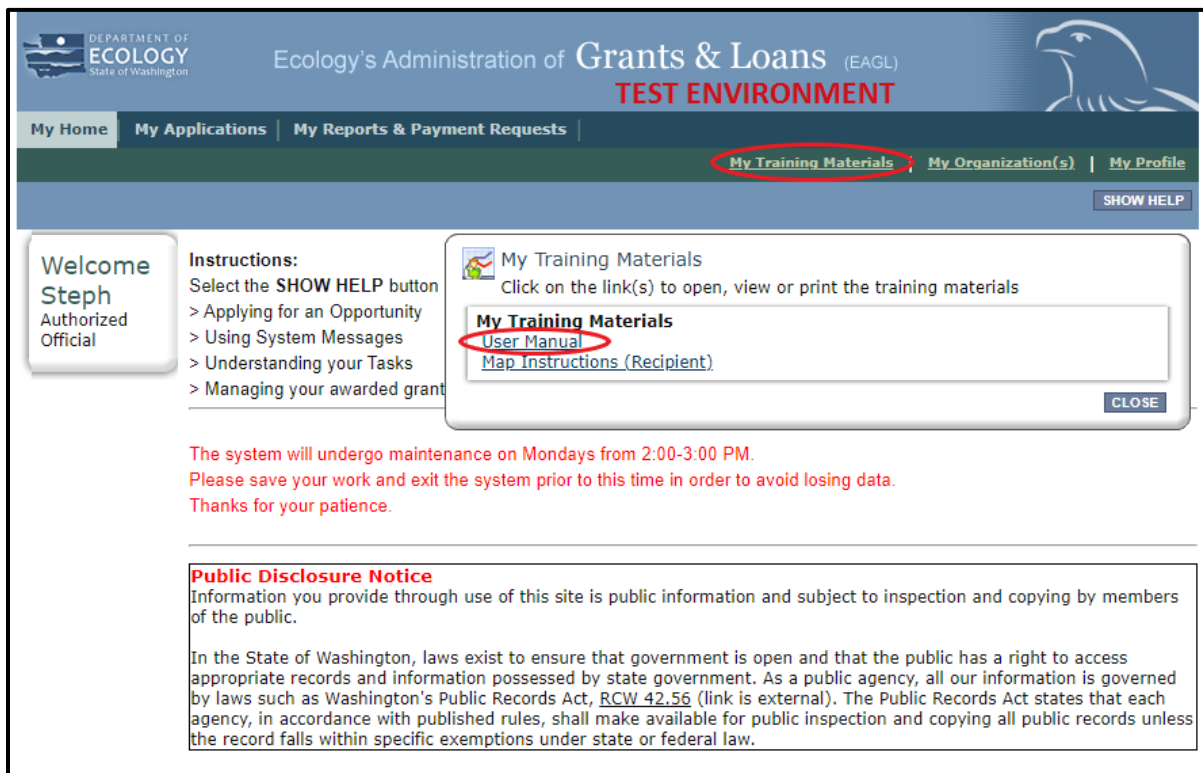 DEPARTMENT OF
ECOLOGY
State of Washington
Ecology's Administration of Grants & Loans (EAGL)
TEST ENVIRONMENT
My Home | My Applications | My Reports & Payment Requests |
My Training Materials | My Organization(s) | My Profile
SHOW HELP
Welcome
Steph
Authorized
Official
Instructions:
Select the SHOW HELP button
> Applying for an Opportunity
> Using System Messages
> Understanding your Tasks
> Managing your awarded grant
My Training Materials
Click on the link(s) to open, view or print the training materials
My Training Materials
User Manual
Map Instructions (Recipient)
CLOSE
The system will undergo maintenance on Mondays from 2:00-3:00 PM.
Please save your work and exit the system prior to this time in order to avoid losing data.
Thanks for your patience.
Public Disclosure Notice
Information you provide through use of this site is public information and subject to inspection and copying by members
of the public.
In the State of Washington, laws exist to ensure that government is open and that the public has a right to access
appropriate records and information possessed by state government. As a public agency, all our information is governed
by laws such as Washington's Public Records Act, RCW 42.56 (link is external). The Public Records Act states that each
agency, in accordance with published rules, shall make available for public inspection and copying all public records unless
the record falls within specific exemptions under state or federal law.